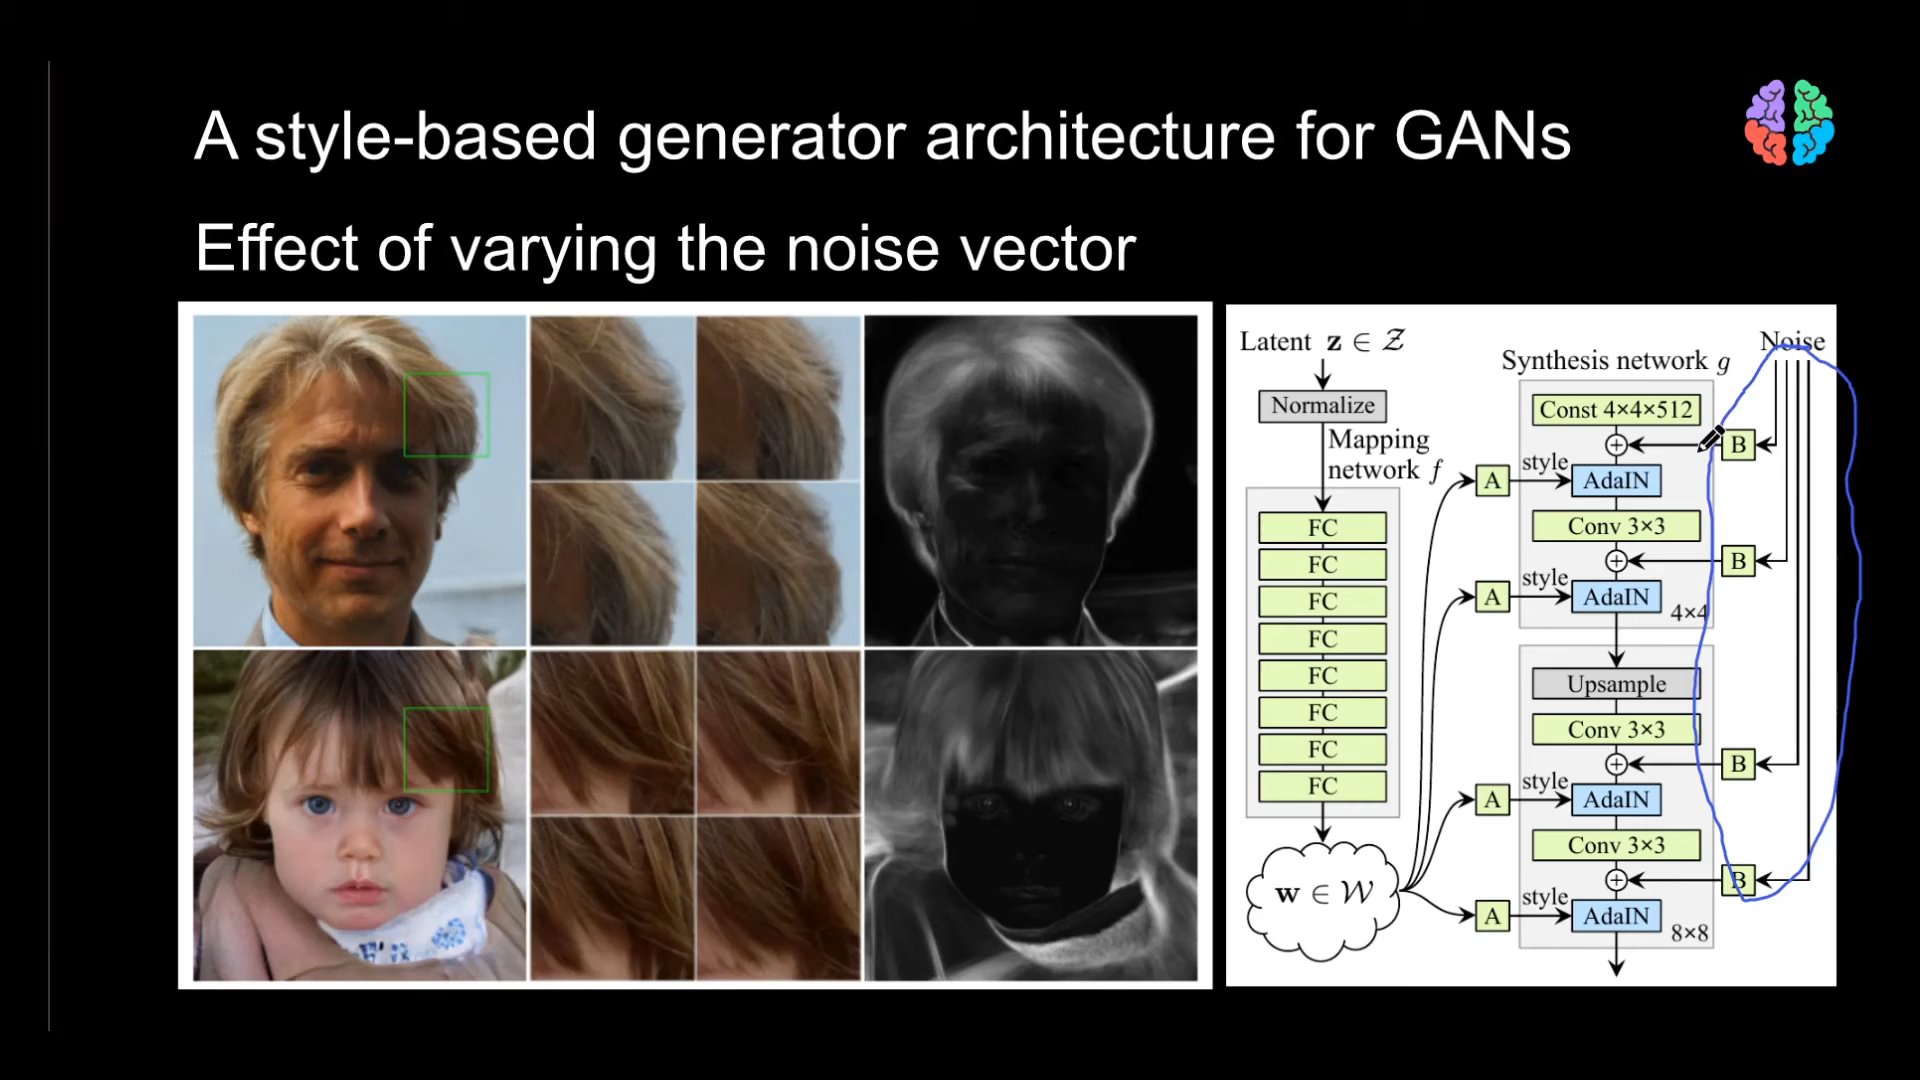 A style-based generator architecture for GANs
Effect of varying the noise vector
Latent z ∈ Z
Normalize
Mapping
network f
FC
FC
FC
FC
FC
FC
FC
FC
w ∈ W
Synthesis network g
Noise
Const 4×4×512
B
A
style
AdaIN
Conv 3×3
B
A
style
AdaIN
4×4
Upsample
Conv 3×3
B
A
style
AdaIN
Conv 3×3
B
A
style
AdaIN
8×8